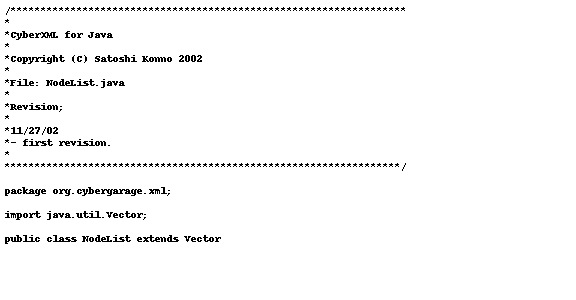 /******************************************************************
*
*CyberXML for Java
*
*Copyright (C) Satoshi Konno 2002
*
*File: NodeList.java
*
*Revision;
*
*11/27/02
*- first revision.
*
******************************************************************/
package org.cybergarage.xml;
import java.util.Vector;
public class NodeList extends Vector